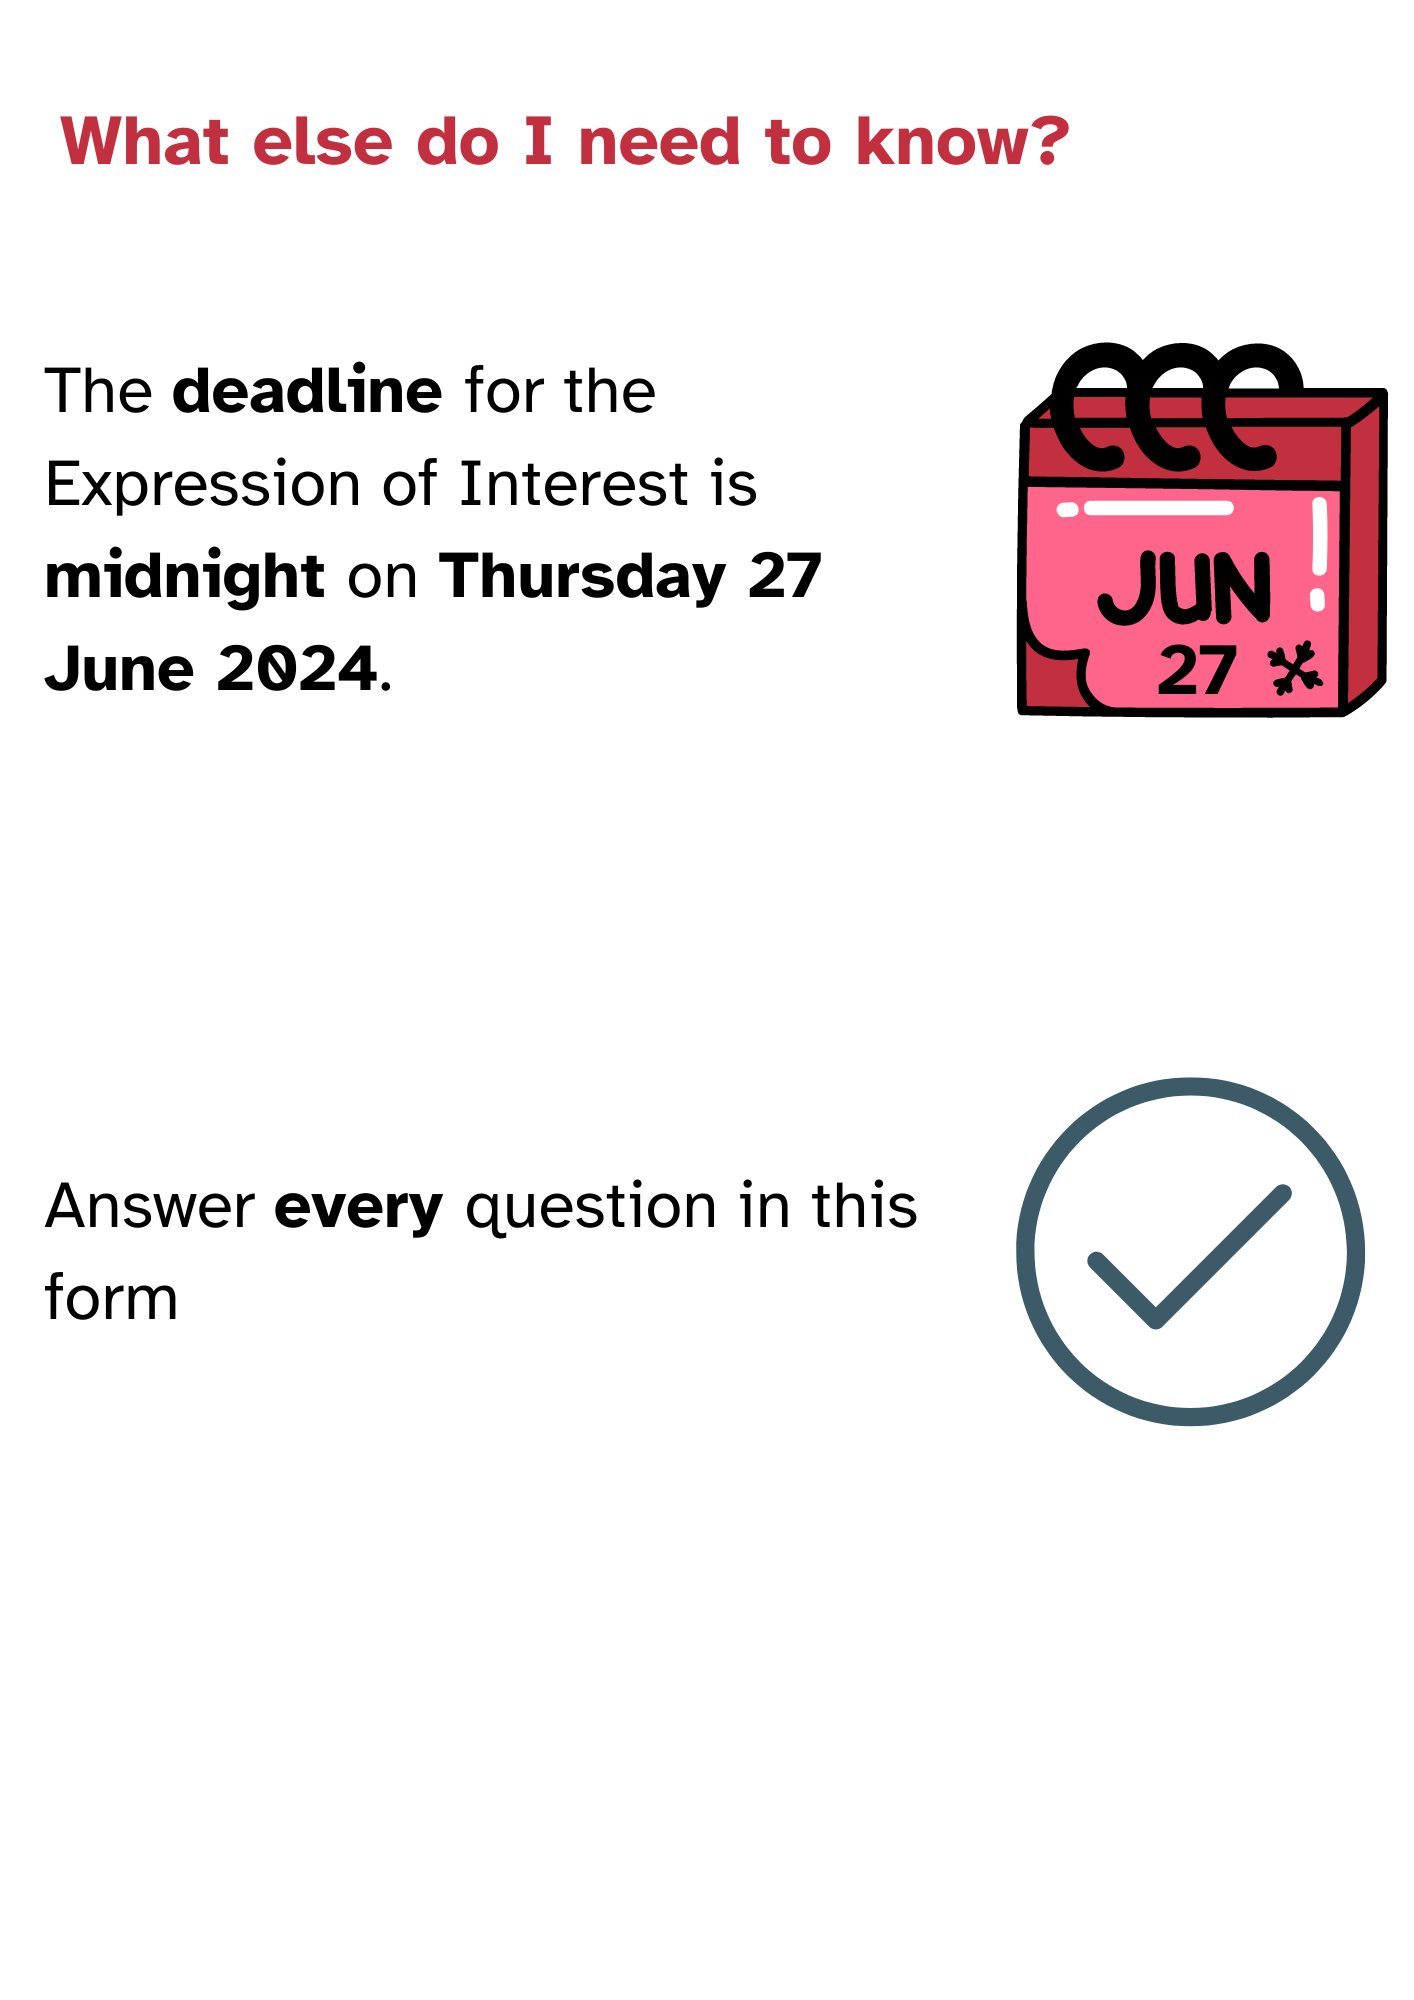 What else do I need to know?
The deadline for the
Expression of Interest is
midnight on Thursday 27
June 2024.
JUN
27
Answer every question in this
form